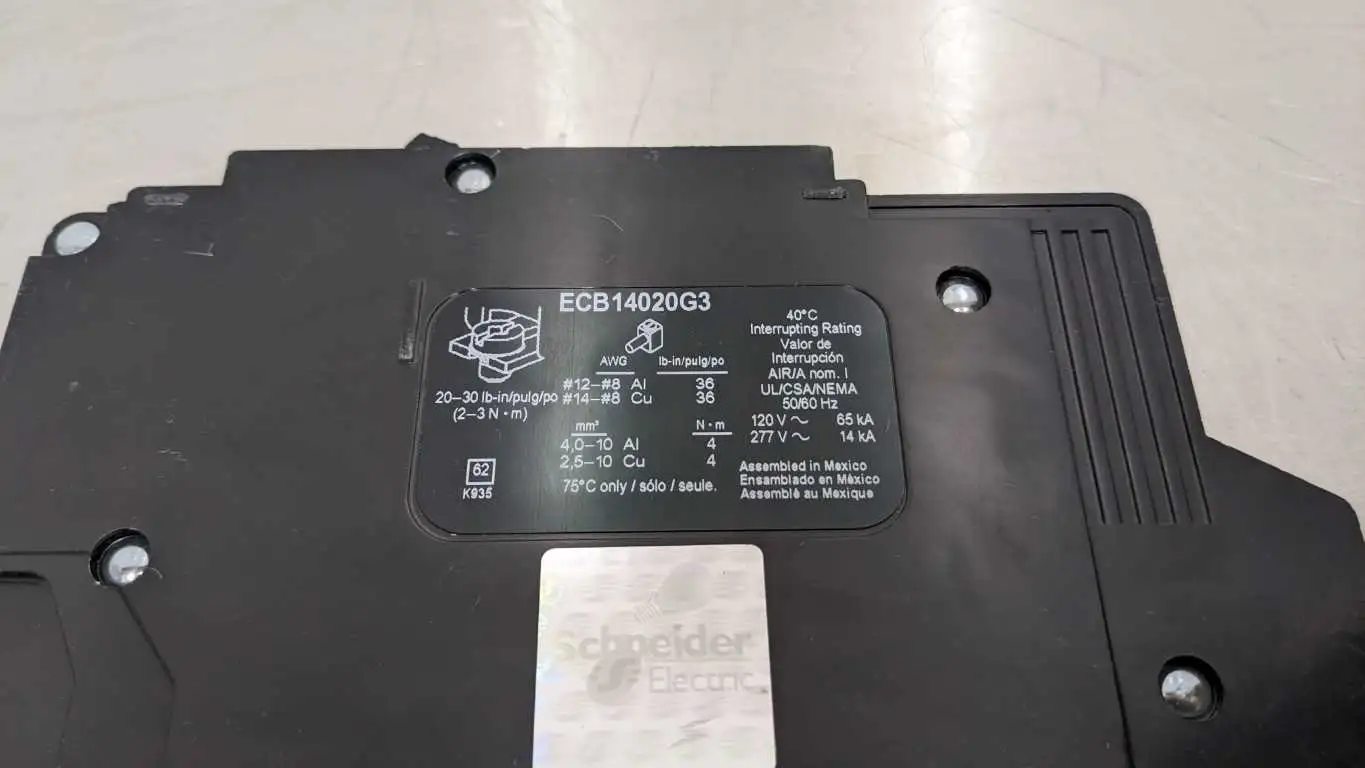 ECB14020G3
20–30 lb-in/pulg/po
(2–3 N • m)
62
K935
AWG lb-in/pulg/po
#12–#8 Al 36
#14–#8 Cu 36
mm² N • m
4,0–10 Al 4
2,5–10 Cu 4
75°C only / sólo / seule.
40°C
Interrupting Rating
Valor de
Interrupción
AIR/A nom. I
UL/CSA/NEMA
50/60 Hz
120 V ~ 65 kA
277 V ~ 14 kA
Assembled in Mexico
Ensamblado en México
Assemblé au Mexique
Schneider
Electric